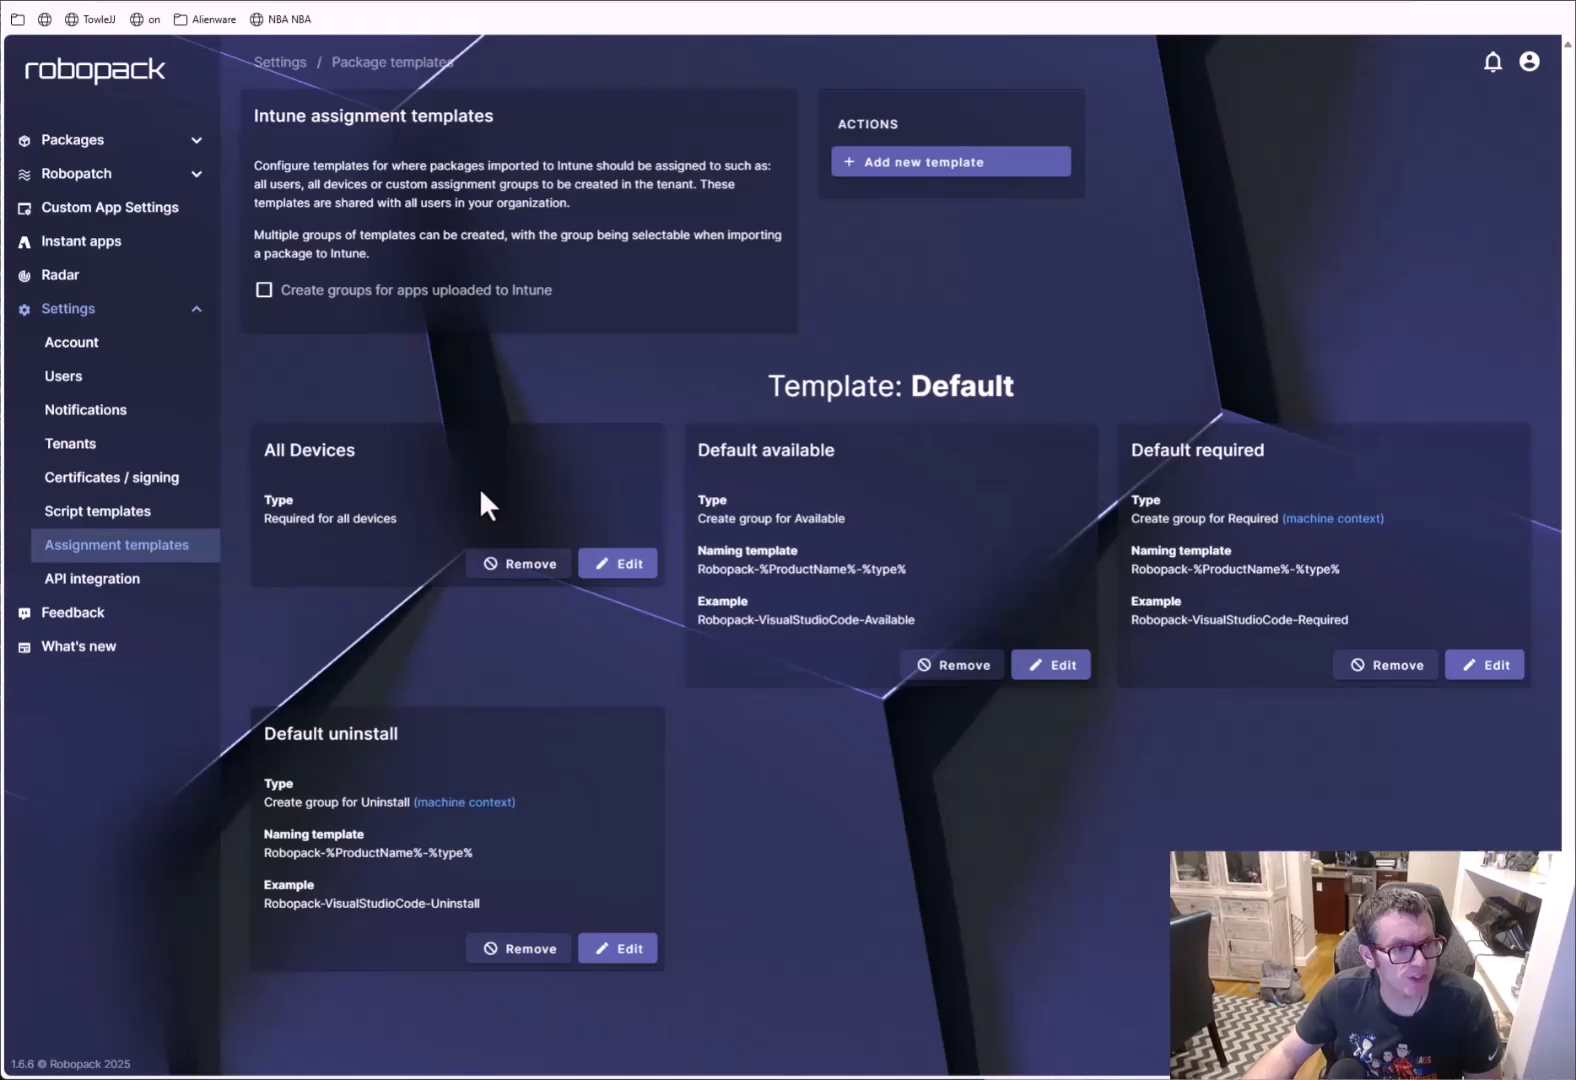 TowleJJ
on
Alienware
NBA NBA
robopack
Packages
Robopatch
Custom App Settings
Instant apps
Radar
Settings
Account
Users
Notifications
Tenants
Certificates / signing
Script templates
Assignment templates
API integration
Feedback
What's new
1.6.6 © Robopack 2025
Settings / Package templates
Intune assignment templates
Configure templates for where packages imported to Intune should be assigned to such as:
all users, all devices or custom assignment groups to be created in the tenant. These
templates are shared with all users in your organization.
Multiple groups of templates can be created, with the group being selectable when importing
a package to Intune.
Create groups for apps uploaded to Intune
ACTIONS
+ Add new template
Template: Default
All Devices
Type
Required for all devices
Remove
Edit
Default available
Type
Create group for Available
Naming template
Robopack-%ProductName%-%type%
Example
Robopack-VisualStudioCode-Available
Remove
Edit
Default required
Type
Create group for Required (machine context)
Naming template
Robopack-%ProductName%-%type%
Example
Robopack-VisualStudioCode-Required
Remove
Edit
Default uninstall
Type
Create group for Uninstall (machine context)
Naming template
Robopack-%ProductName%-%type%
Example
Robopack-VisualStudioCode-Uninstall
Remove
Edit